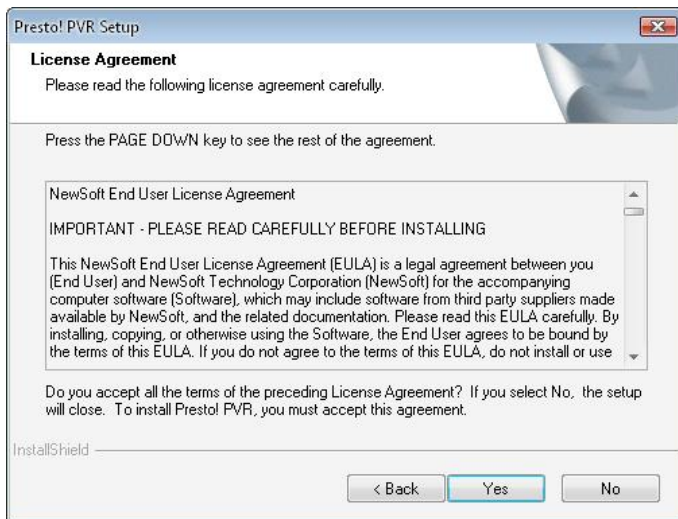 Presto! PVR Setup
License Agreement
Please read the following license agreement carefully.
Press the PAGE DOWN key to see the rest of the agreement.
NewSoft End User License Agreement
IMPORTANT - PLEASE READ CAREFULLY BEFORE INSTALLING
This NewSoft End User License Agreement (EULA) is a legal agreement between you
(End User) and NewSoft Technology Corporation (NewSoft) for the accompanying
computer software (Software), which may include software from third party suppliers made
available by NewSoft, and the related documentation. Please read this EULA carefully. By
installing, copying, or otherwise using the Software, the End User agrees to be bound by
the terms of this EULA. If you do not agree to the terms of this EULA, do not install or use
Do you accept all the terms of the preceding License Agreement? If you select No, the setup
will close. To install Presto! PVR, you must accept this agreement.
InstallShield
< Back Yes No